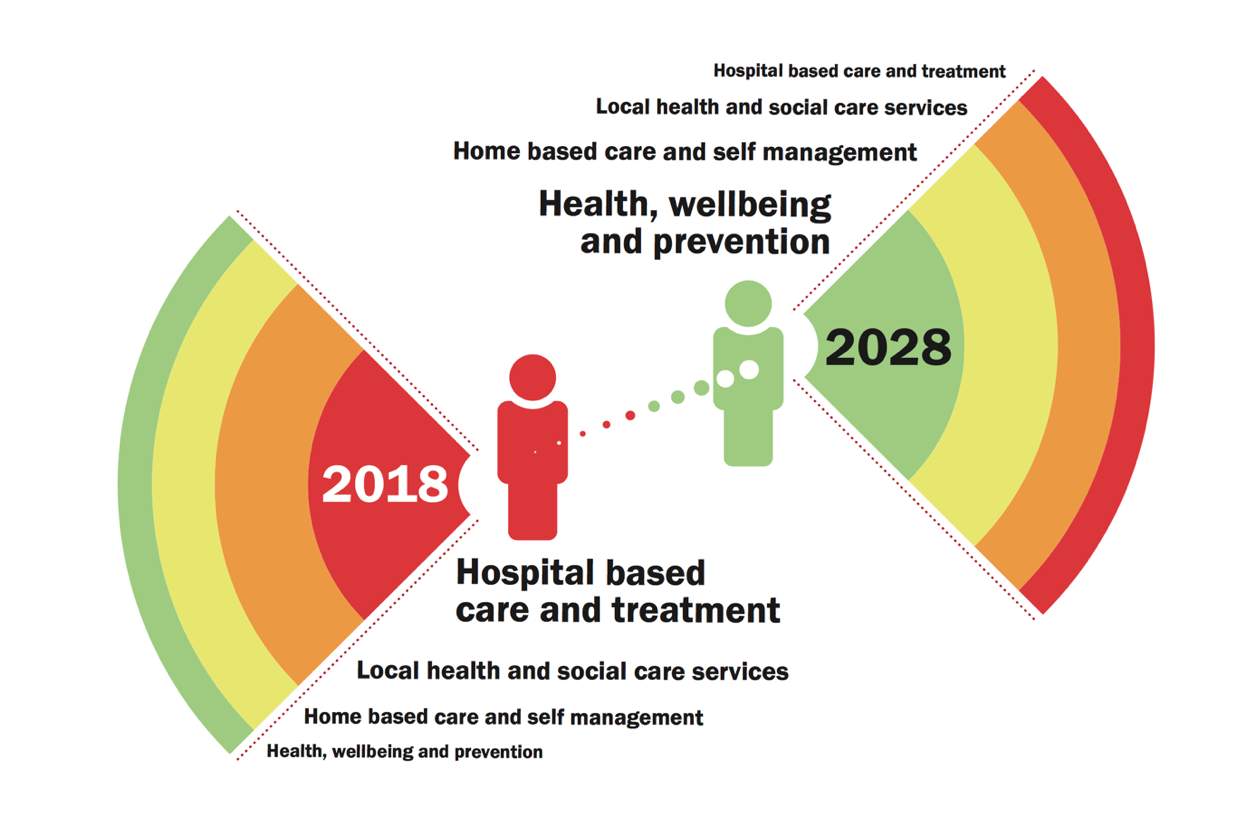 Hospital based care and treatment
Local health and social care services
Home based care and self management
Health, wellbeing
and prevention
2028
2018
Hospital based
care and treatment
Local health and social care services
Home based care and self management
Health, wellbeing and prevention